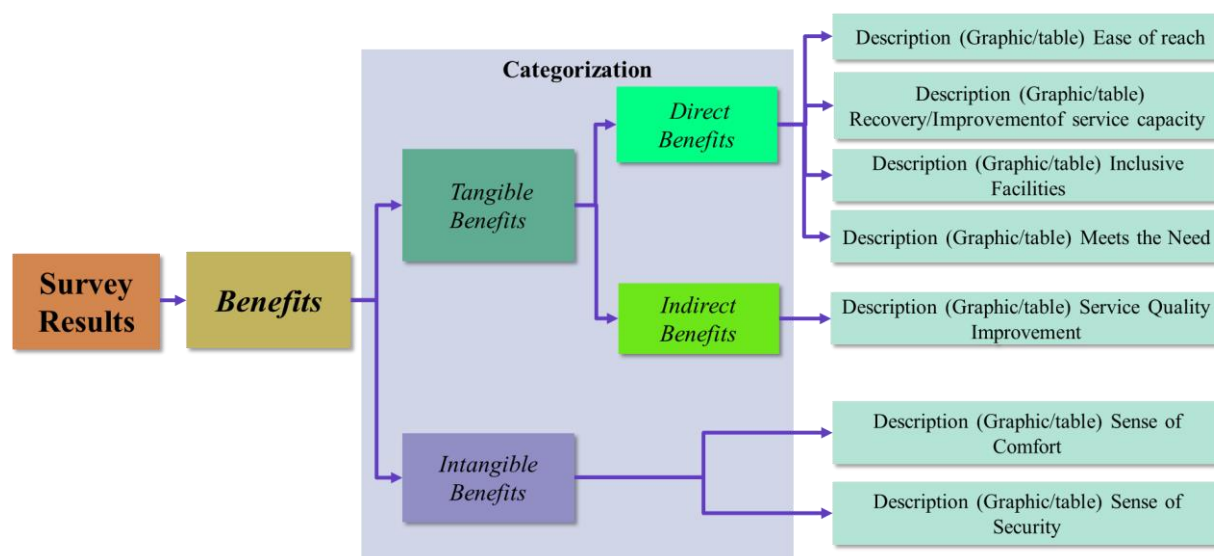 Categorization
Survey
Results
Benefits
Tangible
Benefits
Intangible
Benefits
Direct
Benefits
Indirect
Benefits
Description (Graphic/table) Ease of reach
Description (Graphic/table)
Recovery/Improvementof service capacity
Description (Graphic/table) Inclusive
Facilities
Description (Graphic/table) Meets the Need
Description (Graphic/table) Service Quality
Improvement
Description (Graphic/table) Sense of
Comfort
Description (Graphic/table) Sense of
Security